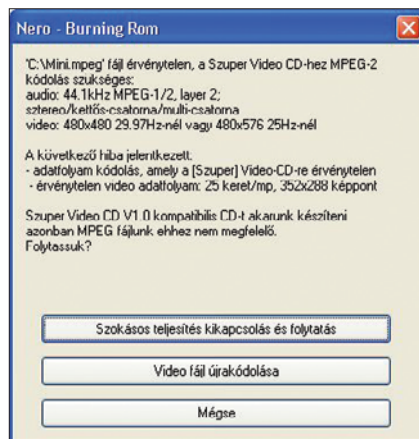 Nero - Burning Rom
'C:\Mini.mpeg' fájl érvénytelen, a Szuper Video CD-hez MPEG-2
kódolás szükséges:
audio: 44.1kHz MPEG-1/2, layer 2;
sztereo/kettős-csatorna/multi-csatorna
video: 480x480 29.97Hz-nél vagy 480x576 25Hz-nél
A következő hiba jelentkezett:
- adatfolyam kódolás, amely a [Szuper] Video-CD-re érvénytelen
- érvénytelen video adatfolyam: 25 keret/mp, 352x288 képpont
Szuper Video CD V1.0 kompatibilis CD-t akarunk készíteni
azonban MPEG fájlunk ehhez nem megfelelő.
Folytassuk?
Szokásos teljesítés kikapcsolás és folytatás
Video fájl újrakódolása
Mégse